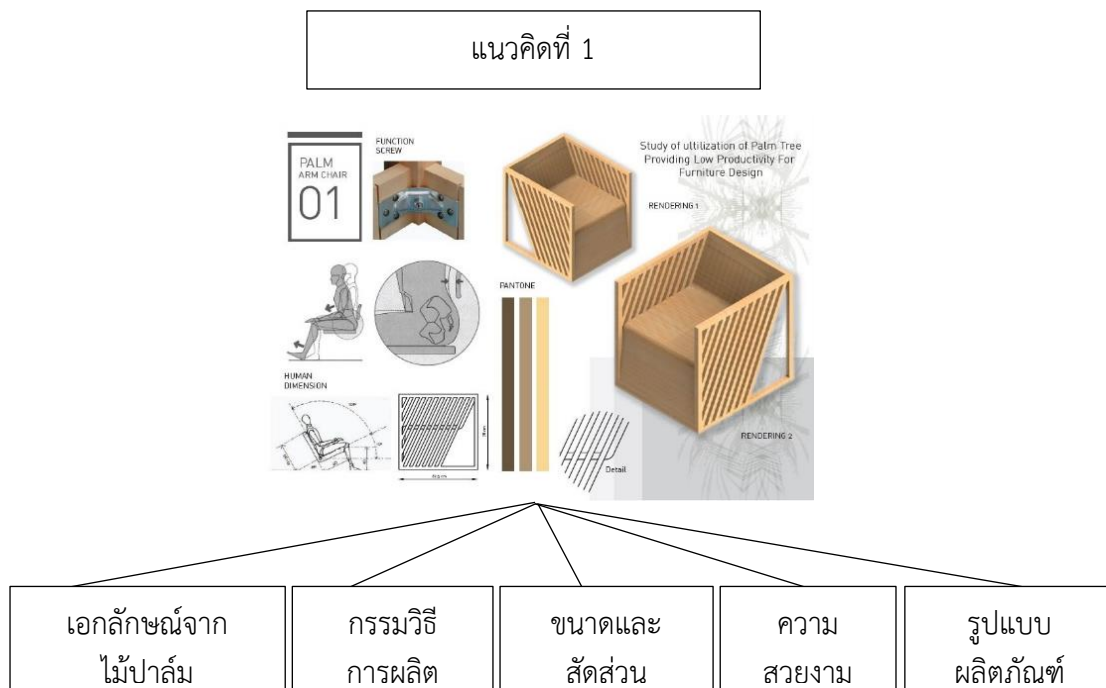 แนวคิดที่ 1
PALM
ARM CHAIR
01
FUNCTION
SCREW
Study of ultilization of Palm Tree
Providing Low Productivity For
Furniture Design
RENDERING 1
PANTONE
HUMAN
DIMENSION
Detail
RENDERING 2
เอกลักษณ์จาก
ไม้ปาล์ม
กรรมวิธี
การผลิต
ขนาดและ
สัดส่วน
ความ
สวยงาม
รูปแบบ
ผลิตภัณฑ์